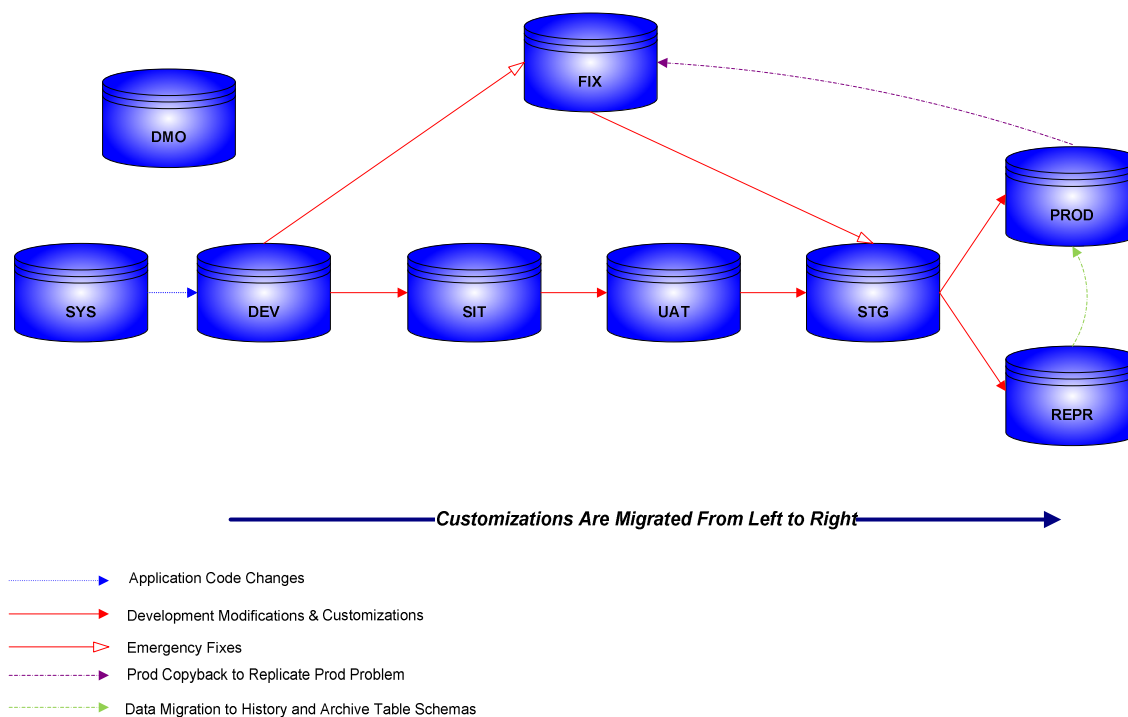 FIX
DMO
PROD
SYS
DEV
SIT
UAT
STG
REPR
Customizations Are Migrated From Left to Right
Application Code Changes
Development Modifications & Customizations
Emergency Fixes
Prod Copyback to Replicate Prod Problem
Data Migration to History and Archive Table Schemas